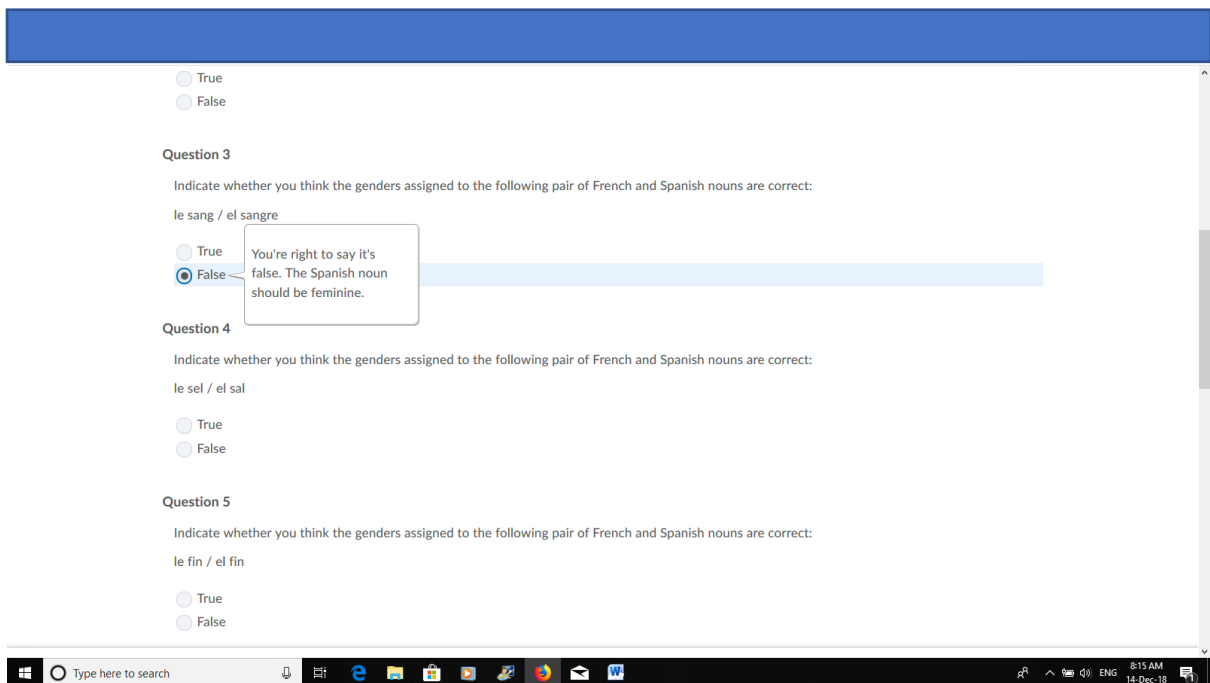 True
False
Question 3
Indicate whether you think the genders assigned to the following pair of French and Spanish nouns are correct:
le sang / el sangre
True
False
You're right to say it's
false. The Spanish noun
should be feminine.
Question 4
Indicate whether you think the genders assigned to the following pair of French and Spanish nouns are correct:
le sel / el sal
True
False
Question 5
Indicate whether you think the genders assigned to the following pair of French and Spanish nouns are correct:
le fin / el fin
True
False
Type here to search
ENG
8:15 AM
14-Dec-18
1